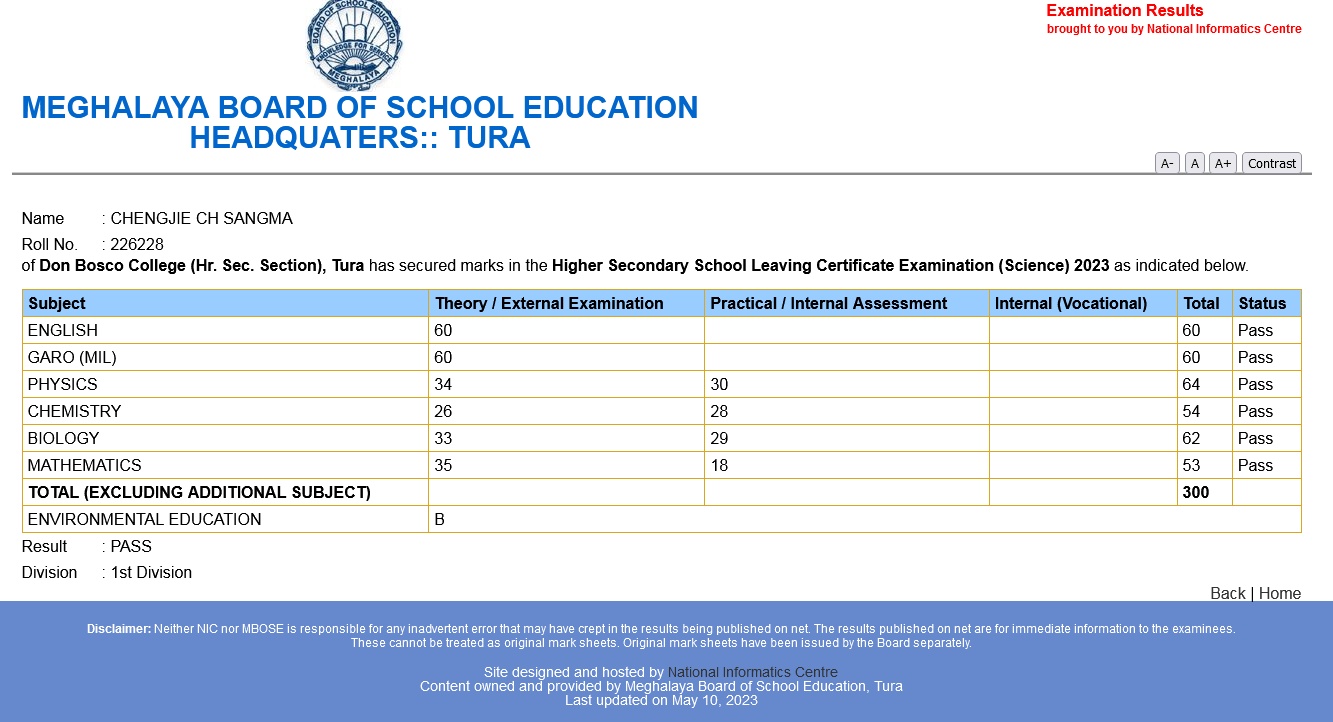 BOARD OF SCHOOL EDUCATION
KNOWLEDGE FOR SERVICE
MEGHALAYA
Examination Results
brought to you by National Informatics Centre
MEGHALAYA BOARD OF SCHOOL EDUCATION
HEADQUATERS:: TURA
A- A A+ Contrast
Name : CHENGJIE CH SANGMA
Roll No. : 226228
of Don Bosco College (Hr. Sec. Section), Tura has secured marks in the Higher Secondary School Leaving Certificate Examination (Science) 2023 as indicated below.
Subject Theory / External Examination Practical / Internal Assessment Internal (Vocational) Total Status
ENGLISH 60 60 Pass
GARO (MIL) 60 60 Pass
PHYSICS 34 30 64 Pass
CHEMISTRY 26 28 54 Pass
BIOLOGY 33 29 62 Pass
MATHEMATICS 35 18 53 Pass
TOTAL (EXCLUDING ADDITIONAL SUBJECT) 300
ENVIRONMENTAL EDUCATION B
Result : PASS
Division : 1st Division
Back | Home
Disclaimer: Neither NIC nor MBOSE is responsible for any inadvertent error that may have crept in the results being published on net. The results published on net are for immediate information to the examinees.
These cannot be treated as original mark sheets. Original mark sheets have been issued by the Board separately.
Site designed and hosted by National Informatics Centre
Content owned and provided by Meghalaya Board of School Education, Tura
Last updated on May 10, 2023